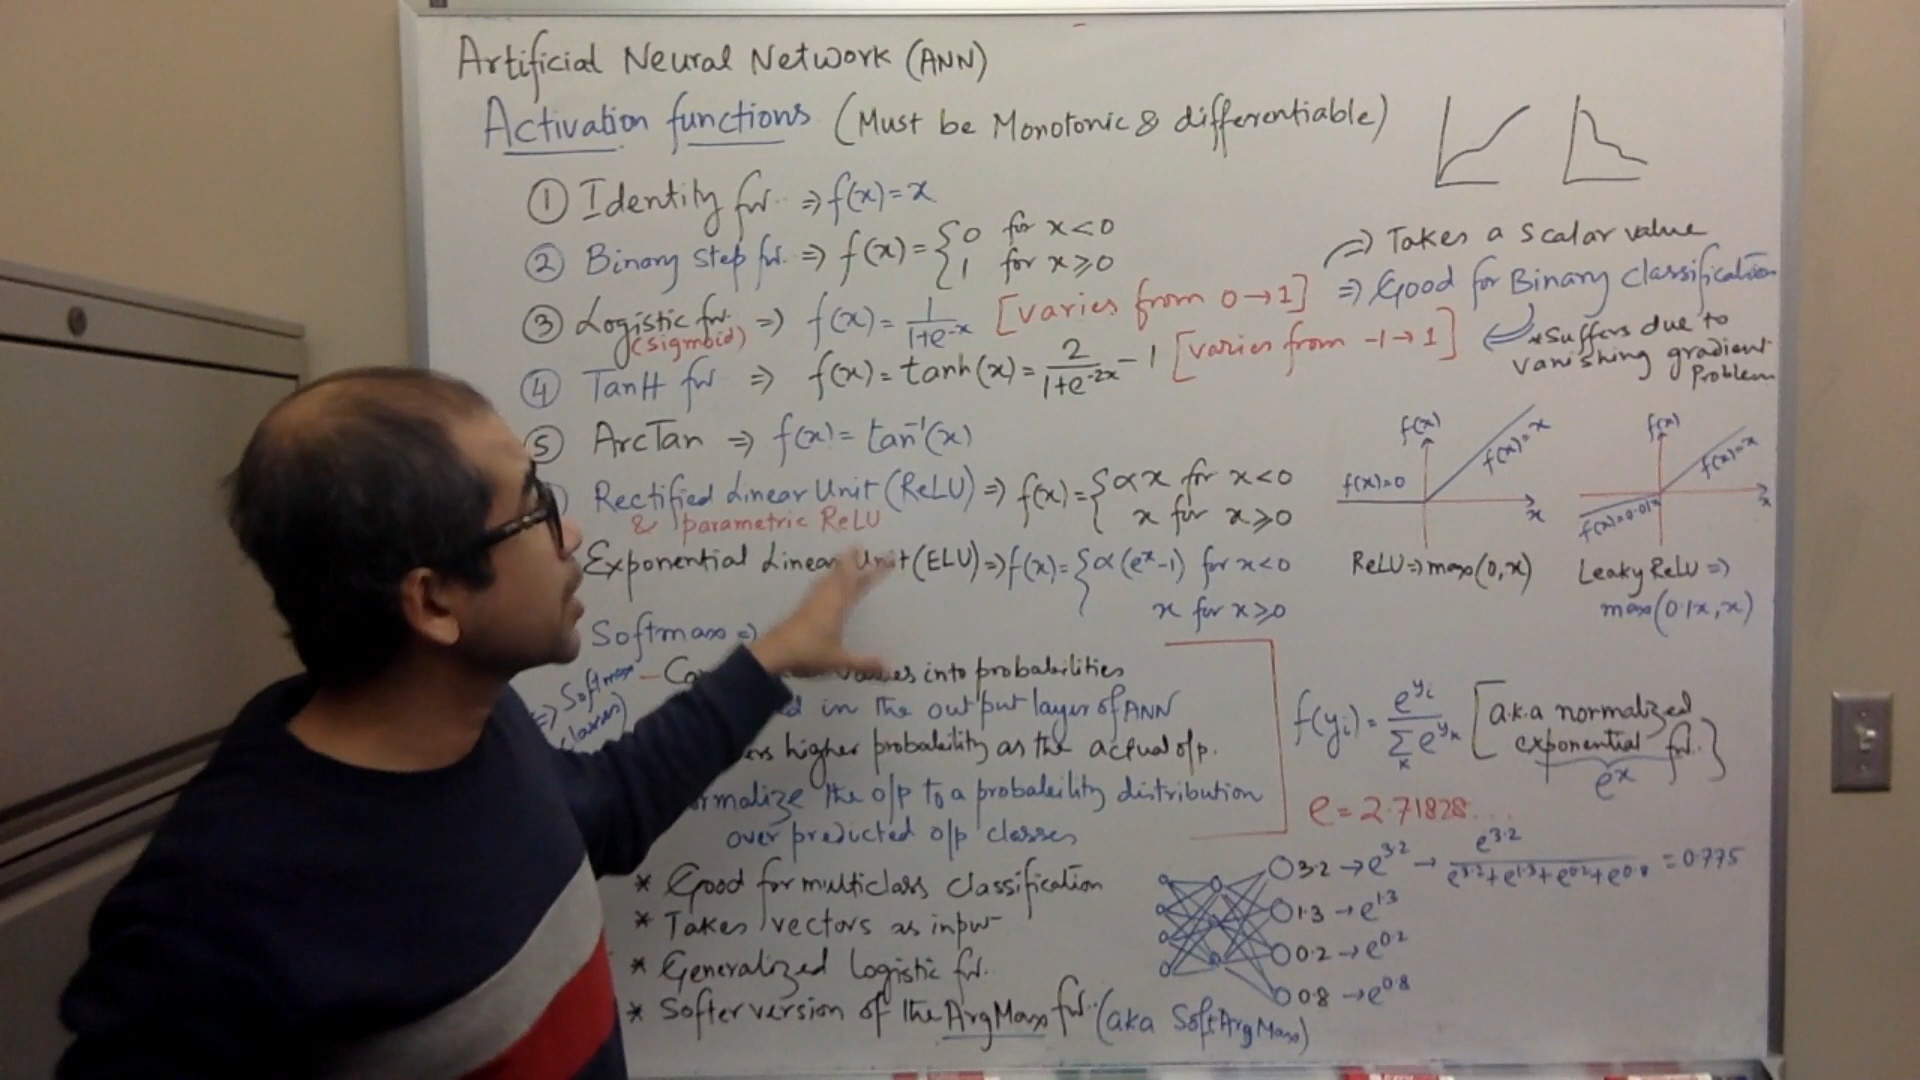 Artificial Neural Network (ANN)
Activation functions (Must be Monotonic & differentiable)
① Identity fn. ⇒ f(x)=x
② Binary Step fn. ⇒ f(x)= { 0 for x<0
1 for x⩾0
③ Logistic fn. ⇒ f(x)= 1/(1+e^-x) [varies from 0→1]
(sigmoid)
⇒ Takes a Scalar value
⇒ Good for Binary Classification
④ TanH fn. ⇒ f(x)=tanh(x)= 2/(1+e^-2x) -1 [varies from -1→1]
* Suffers due to
vanishing gradient
Problem
⑤ ArcTan ⇒ f(x)= tan⁻¹(x)
Rectified Linear Unit (ReLU) ⇒ f(x)= { αx for x<0
& parametric ReLU
x for x⩾0
Exponential Linear Unit (ELU) ⇒ f(x)= { α(e^x-1) for x<0
x for x⩾0
f(x)
f(x)=x
f(x)=0
x
ReLU ⇒ max(0,x)
f(x)
f(x)=x
f(x)=0.01x
x
Leaky ReLU ⇒
max(0.1x, x)
Softmax ⇒
⇒ Softmax
classes)
into probabilities
in the output layer of ANN
higher probability as the actual o/p.
the o/p to a probability distribution
over predicted o/p classes
f(yi)= e^yi / Σk e^yk [a.k.a normalized
exponential fn.]
e^x
e=2.71828...
* Good for multiclass classification
* Takes vectors as input
* Generalized Logistic fn.
* Softer version of the ArgMax fn. (aka SoftArgMax)
3.2 → e^3.2 → e^3.2 / (e^3.2+e^1.3+e^0.2+e^0.8) = 0.775
1.3 → e^1.3
0.2 → e^0.2
0.8 → e^0.8